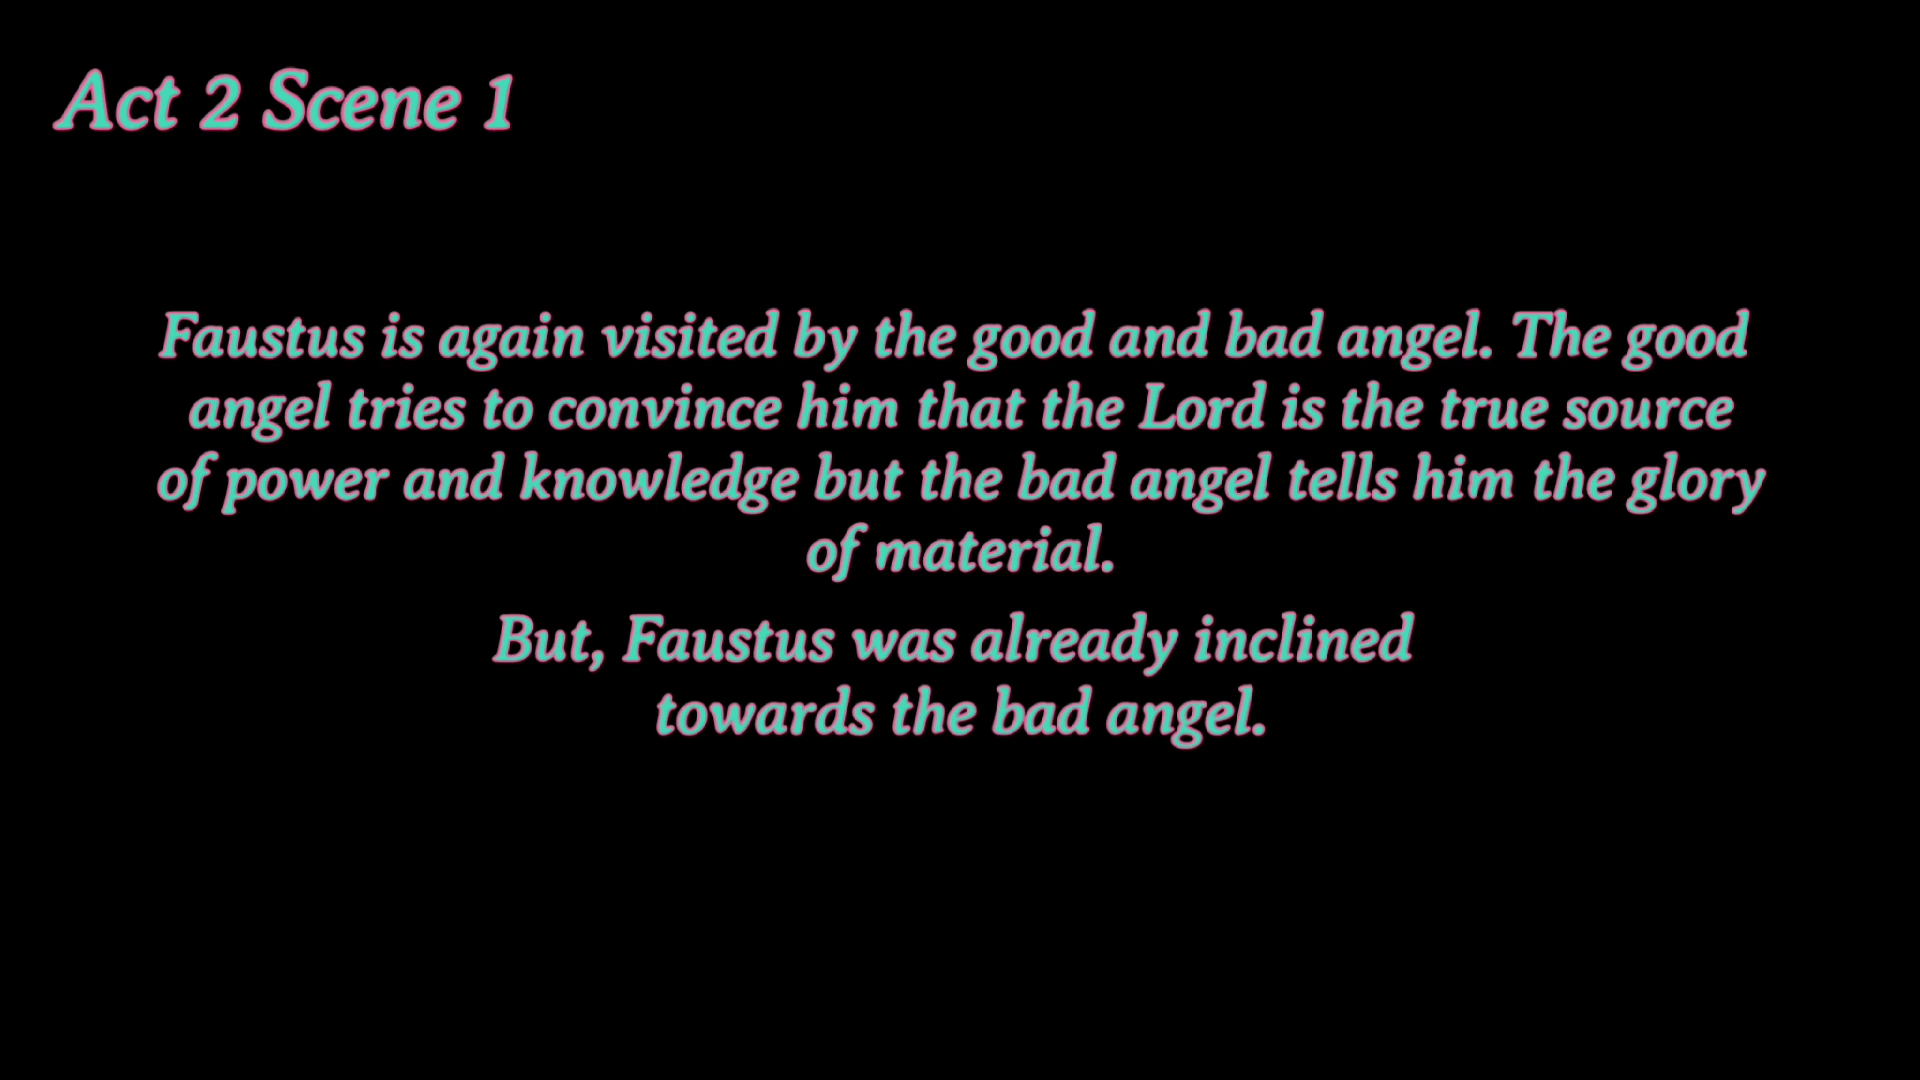 Act 2 Scene 1
Faustus is again visited by the good and bad angel. The good
angel tries to convince him that the Lord is the true source
of power and knowledge but the bad angel tells him the glory
of material.
But, Faustus was already inclined
towards the bad angel.